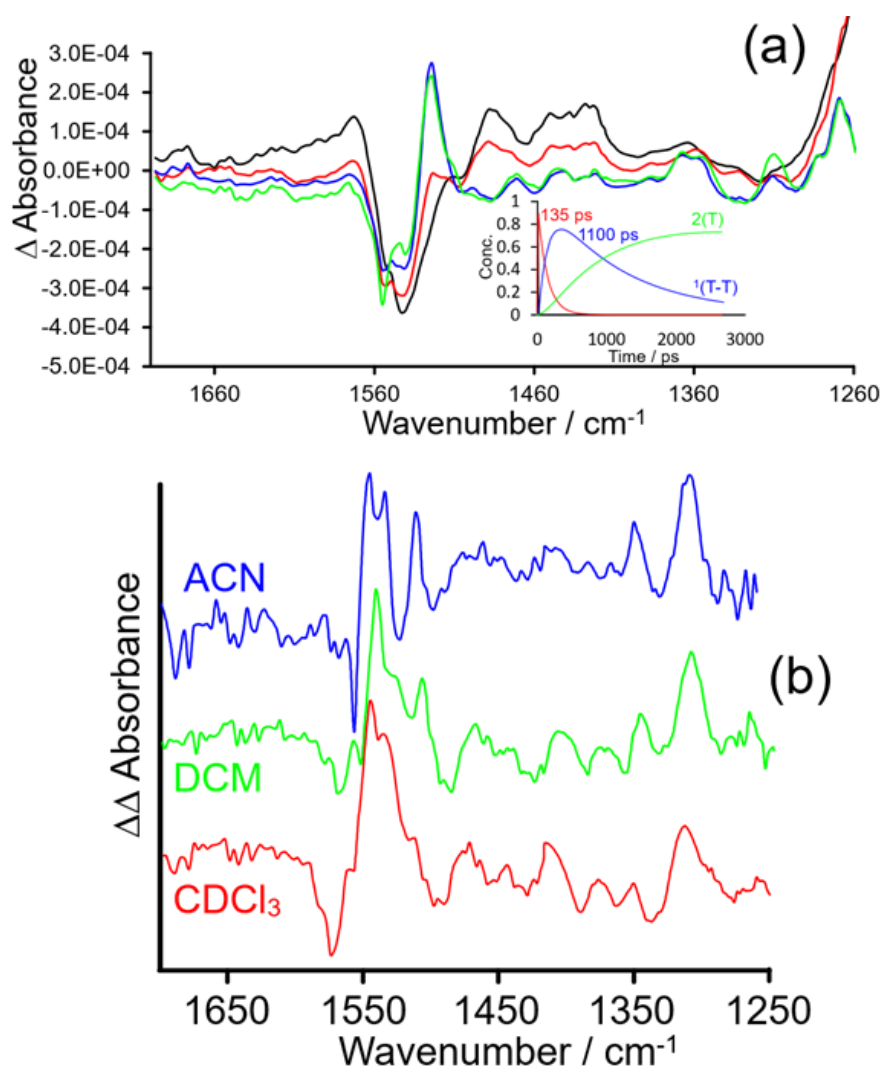 (a)
3.0E-04
2.0E-04
1.0E-04
0.0E+00
-1.0E-04
-2.0E-04
-3.0E-04
-4.0E-04
-5.0E-04
Δ Absorbance
1660
1560
1460
1360
1260
Wavenumber / cm⁻¹
1
0.8
0.6
0.4
0.2
0
Conc.
135 ps
1100 ps
2(T)
¹(T-T)
0
1000
2000
3000
Time / ps
(b)
ΔΔ Absorbance
ACN
DCM
CDCl₃
1650
1550
1450
1350
1250
Wavenumber / cm⁻¹